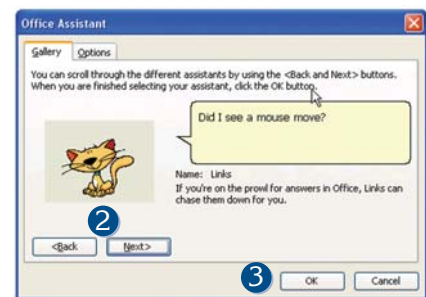 Office Assistant
Gallery Options
You can scroll through the different assistants by using the <Back and Next> buttons.
When you are finished selecting your assistant, click the OK button.
Did I see a mouse move?
Name: Links
If you're on the prowl for answers in Office, Links can
chase them down for you.
2
<Back Next>
3
OK Cancel